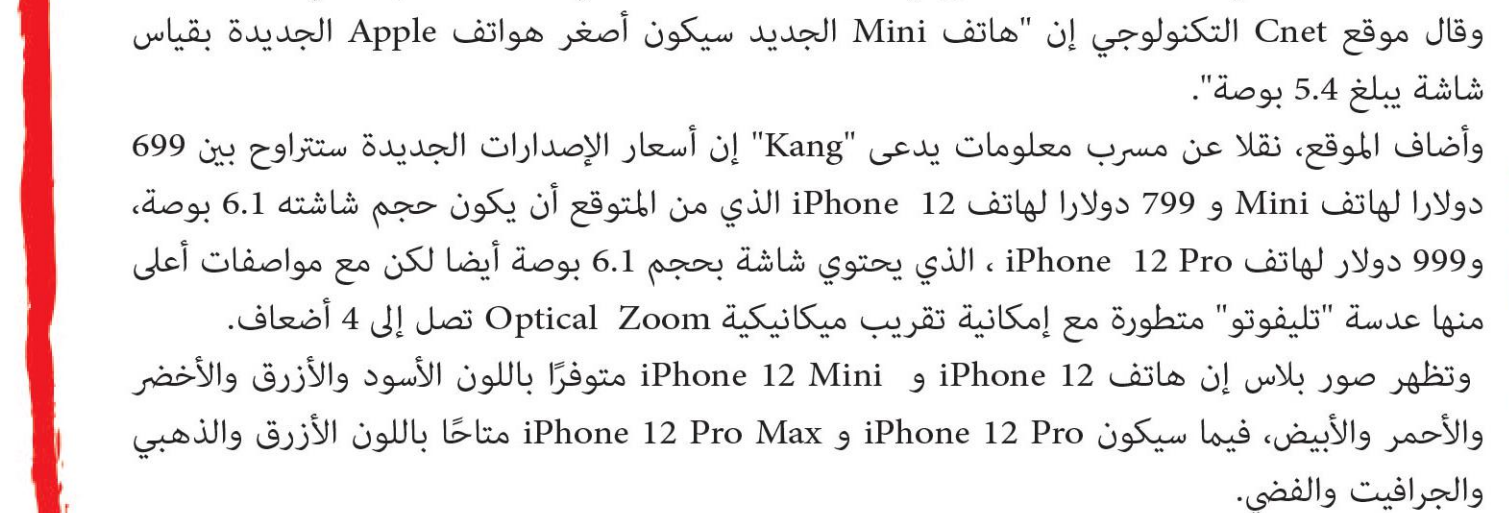 وقال موقع Cnet التكنولوجي إن "هاتف Mini الجديد سيكون أصغر هواتف Apple الجديدة بقياس
شاشة يبلغ 5.4 بوصة".
وأضاف الموقع، نقلا عن مسرب معلومات يدعى "Kang" إن أسعار الإصدارات الجديدة ستتراوح بين 699
دولارا لهاتف Mini و 799 دولارا لهاتف iPhone 12 الذي من المتوقع أن يكون حجم شاشته 6.1 بوصة،
و999 دولار لهاتف iPhone 12 Pro ، الذي يحتوي شاشة بحجم 6.1 بوصة أيضا لكن مع مواصفات أعلى
منها عدسة "تليفوتو" متطورة مع إمكانية تقريب ميكانيكية Optical Zoom تصل إلى 4 أضعاف.
وتظهر صور بلاس إن هاتف iPhone 12 و iPhone 12 Mini متوفرًا باللون الأسود والأزرق والأخضر
والأحمر والأبيض، فيما سيكون iPhone 12 Pro و iPhone 12 Pro Max متاحًا باللون الأزرق والذهبي
والجرافيت والفضي.